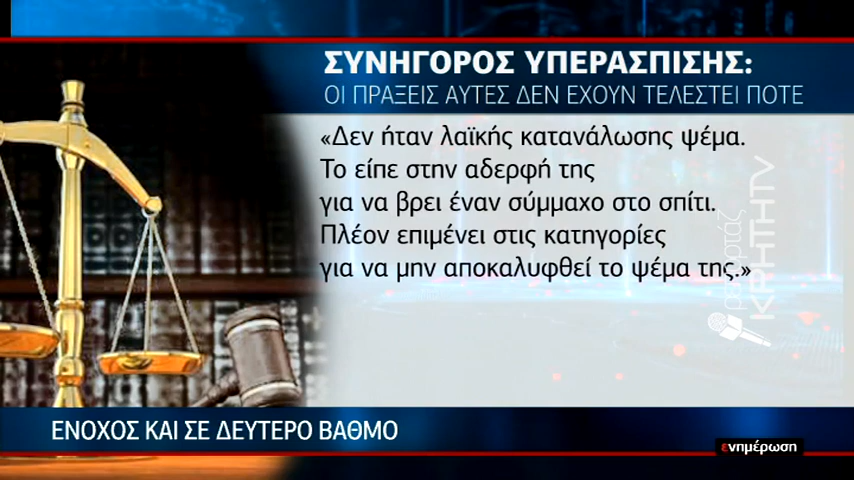 ΣΥΝΗΓΟΡΟΣ ΥΠΕΡΑΣΠΙΣΗΣ:
ΟΙ ΠΡΑΞΕΙΣ ΑΥΤΕΣ ΔΕΝ ΕΧΟΥΝ ΤΕΛΕΣΤΕΙ ΠΟΤΕ
«Δεν ήταν λαϊκής κατανάλωσης ψέμα.
Το είπε στην αδερφή της
για να βρει έναν σύμμαχο στο σπίτι.
Πλέον επιμένει στις κατηγορίες
για να μην αποκαλυφθεί το ψέμα της.»
ρεπορτάζ
ΚΡΗΤΗTV
ΕΝΟΧΟΣ ΚΑΙ ΣΕ ΔΕΥΤΕΡΟ ΒΑΘΜΟ
ενημέρωση